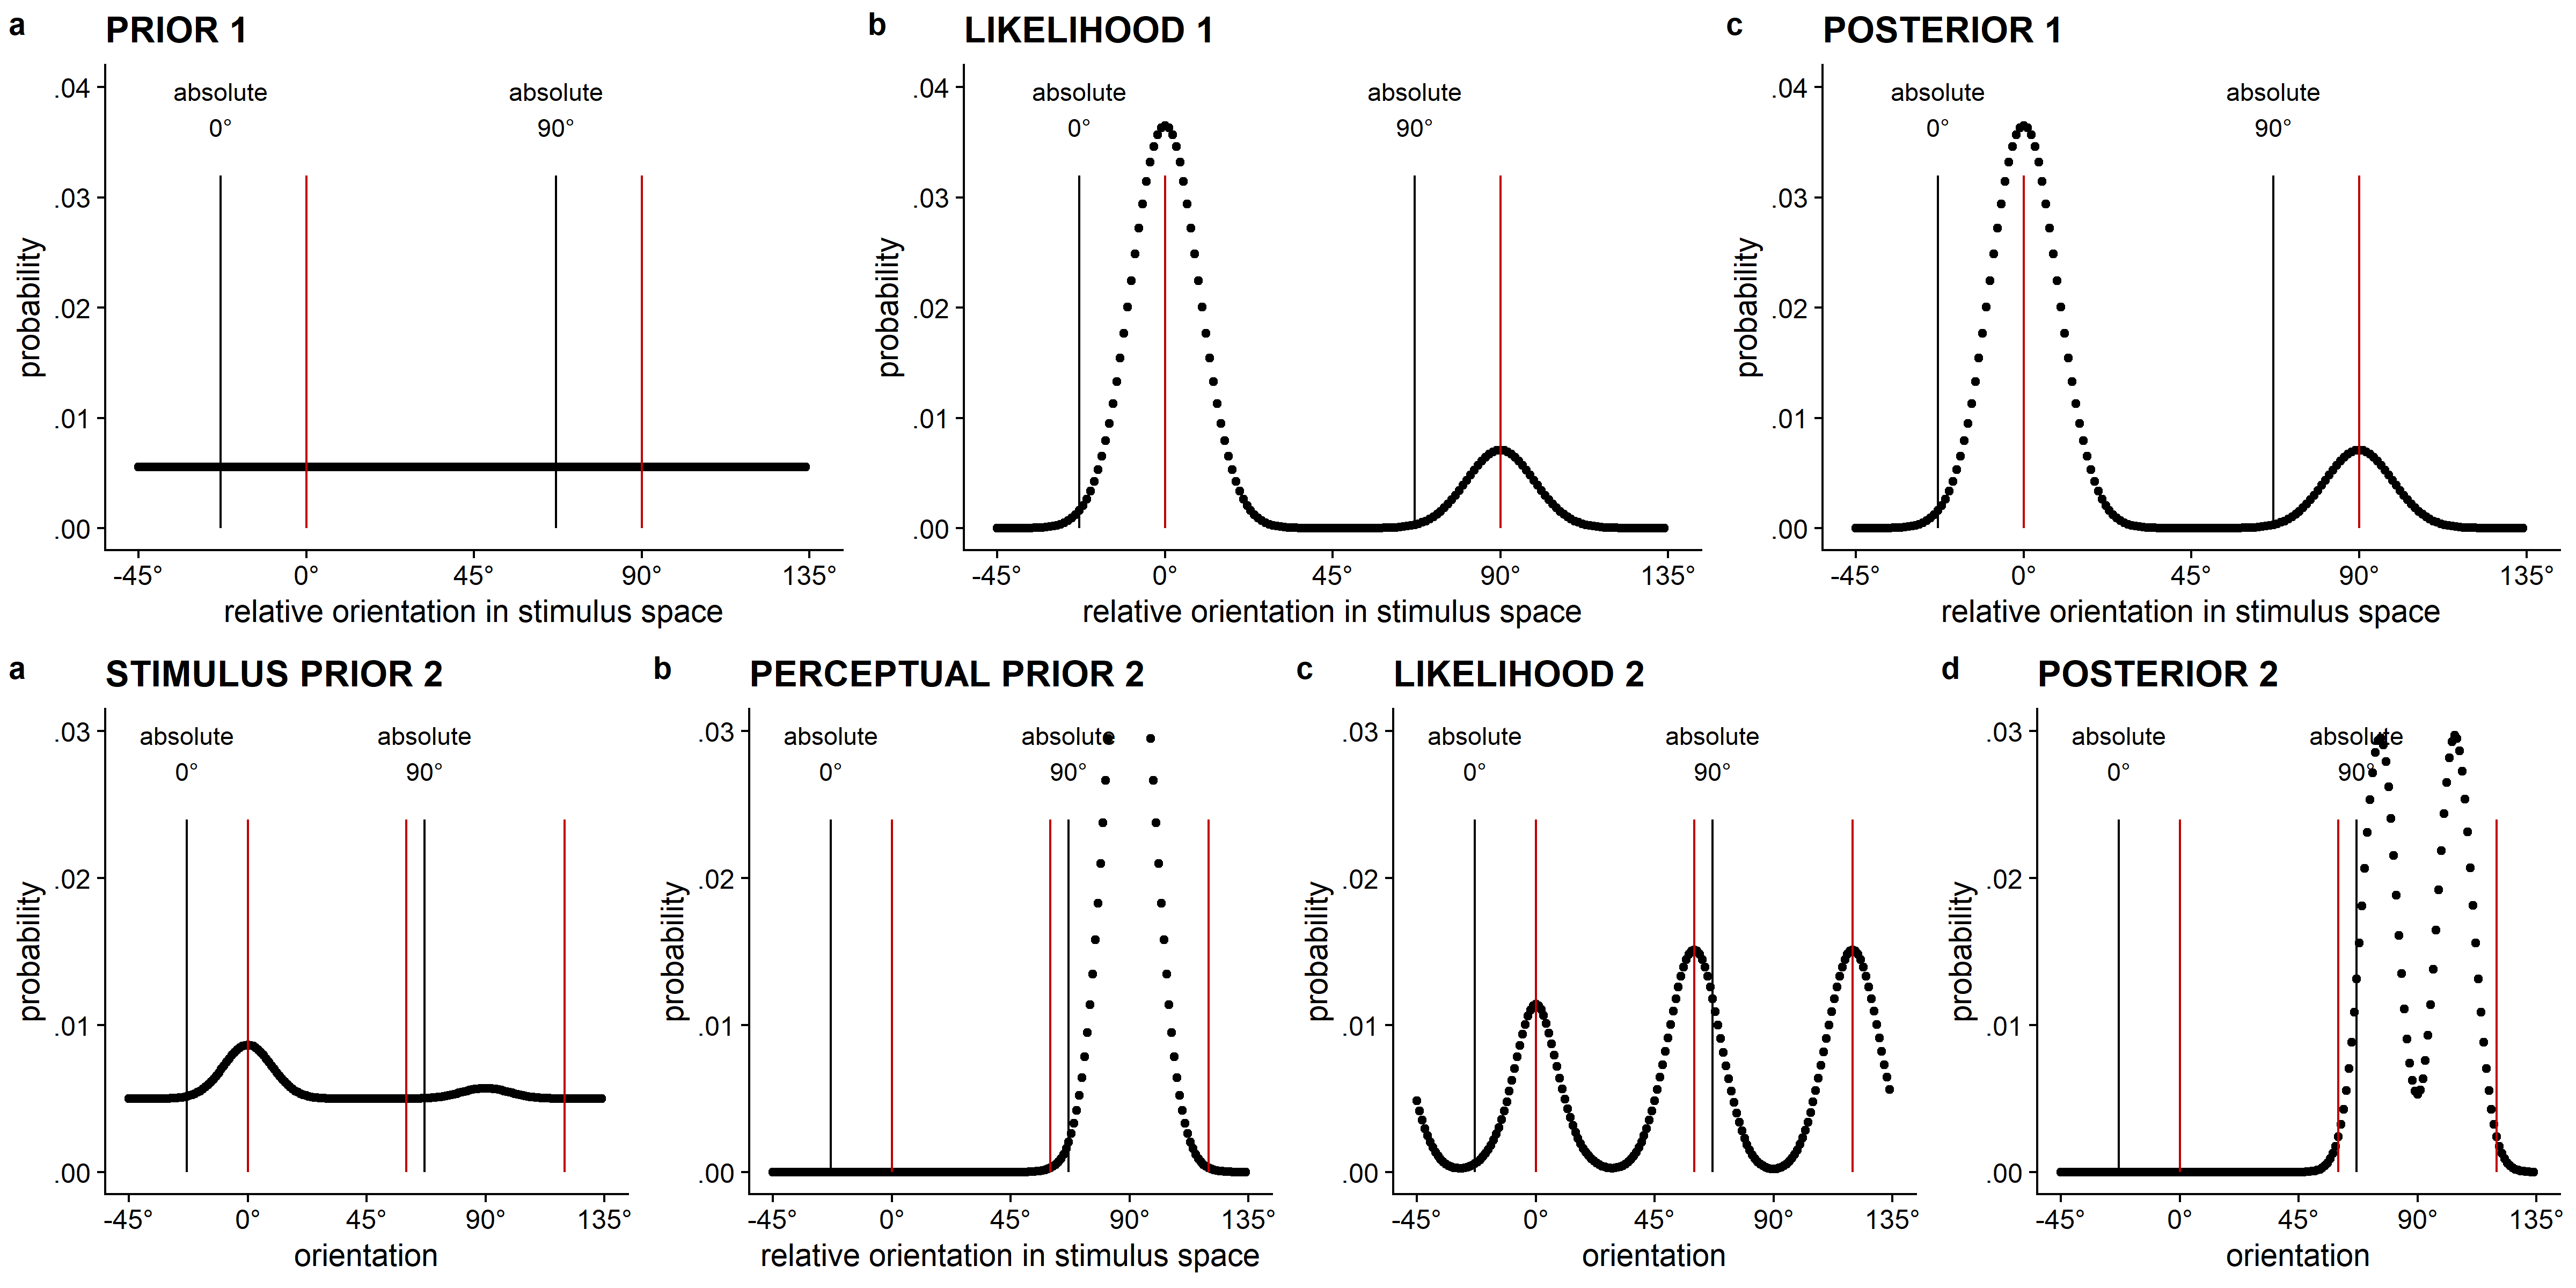 a PRIOR 1
absolute 0°
absolute 90°
.04
.03
.02
.01
.00
probability
-45° 0° 45° 90° 135°
relative orientation in stimulus space
b LIKELIHOOD 1
absolute 0°
absolute 90°
.04
.03
.02
.01
.00
probability
-45° 0° 45° 90° 135°
relative orientation in stimulus space
c POSTERIOR 1
absolute 0°
absolute 90°
.04
.03
.02
.01
.00
probability
-45° 0° 45° 90° 135°
relative orientation in stimulus space
a STIMULUS PRIOR 2
absolute 0°
absolute 90°
.03
.02
.01
.00
probability
-45° 0° 45° 90° 135°
orientation
b PERCEPTUAL PRIOR 2
absolute 0°
absolute 90°
.03
.02
.01
.00
probability
-45° 0° 45° 90° 135°
relative orientation in stimulus space
c LIKELIHOOD 2
absolute 0°
absolute 90°
.03
.02
.01
.00
probability
-45° 0° 45° 90° 135°
orientation
d POSTERIOR 2
absolute 0°
absolute 90°
.03
.02
.01
.00
probability
-45° 0° 45° 90° 135°
orientation